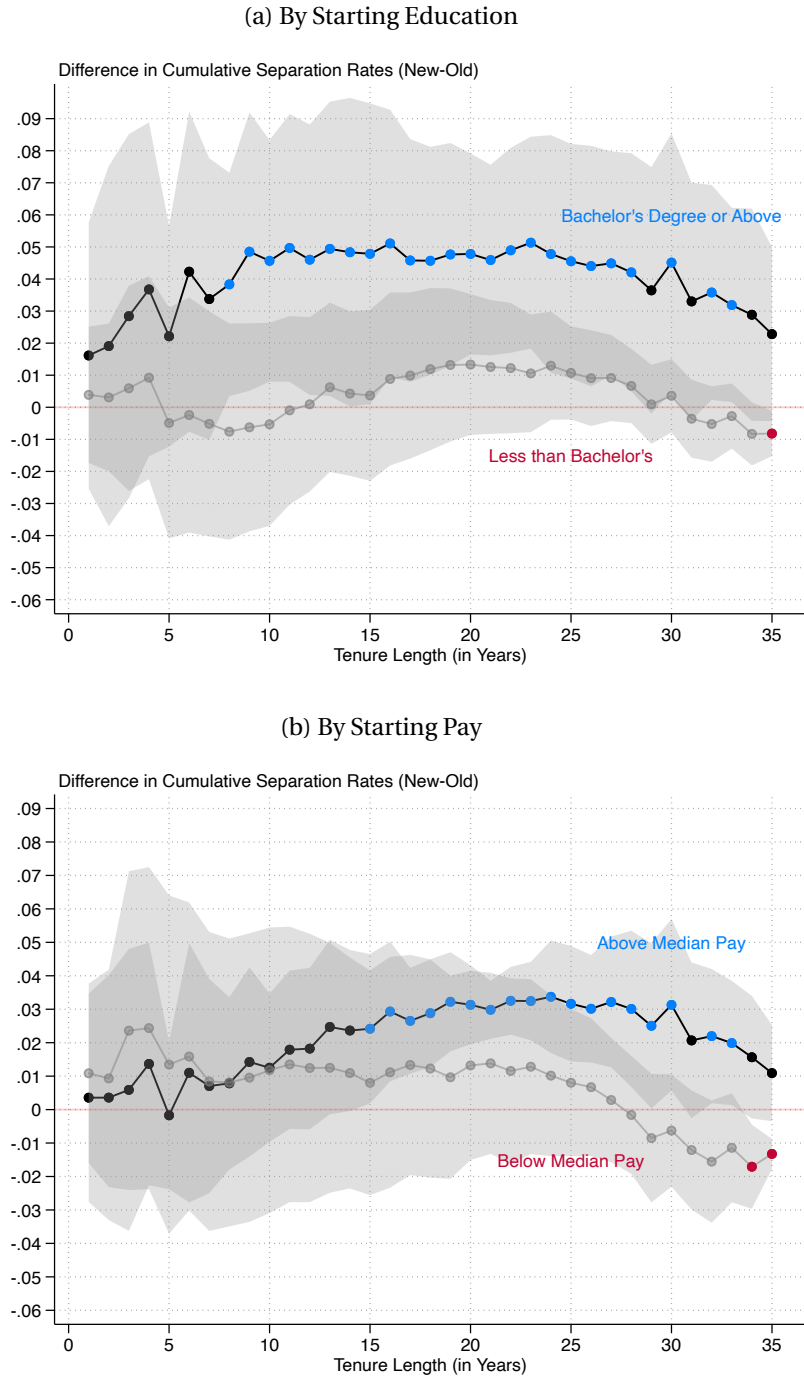 (a) By Starting Education
Difference in Cumulative Separation Rates (New-Old)
.09
.08
.07
.06
Bachelor's Degree or Above
.05
.04
.03
.02
.01
0
-.01
Less than Bachelor's
-.02
-.03
-.04
-.05
-.06
0 5 10 15 20 25 30 35
Tenure Length (in Years)
(b) By Starting Pay
Difference in Cumulative Separation Rates (New-Old)
.09
.08
.07
.06
.05
Above Median Pay
.04
.03
.02
.01
0
-.01
Below Median Pay
-.02
-.03
-.04
-.05
-.06
0 5 10 15 20 25 30 35
Tenure Length (in Years)